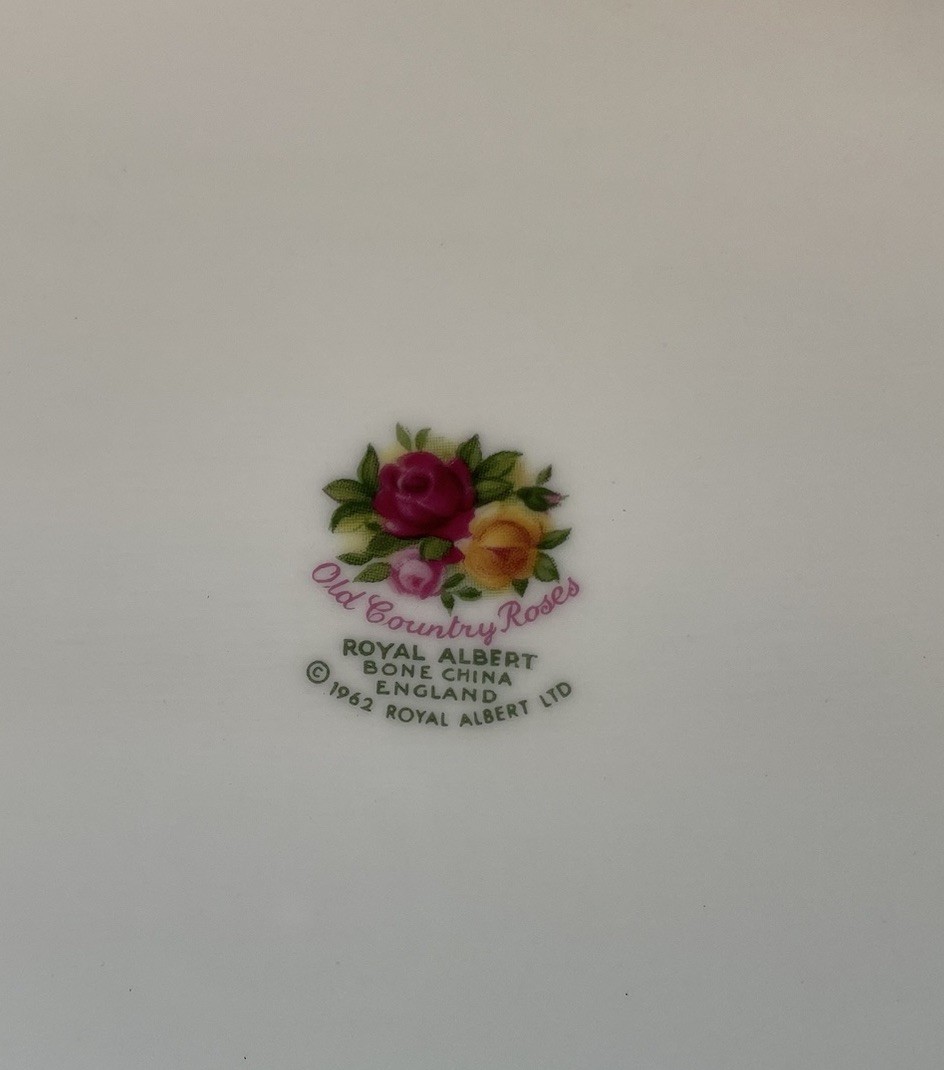 Old Country Roses
ROYAL ALBERT
BONE CHINA
ENGLAND
© 1962 ROYAL ALBERT LTD